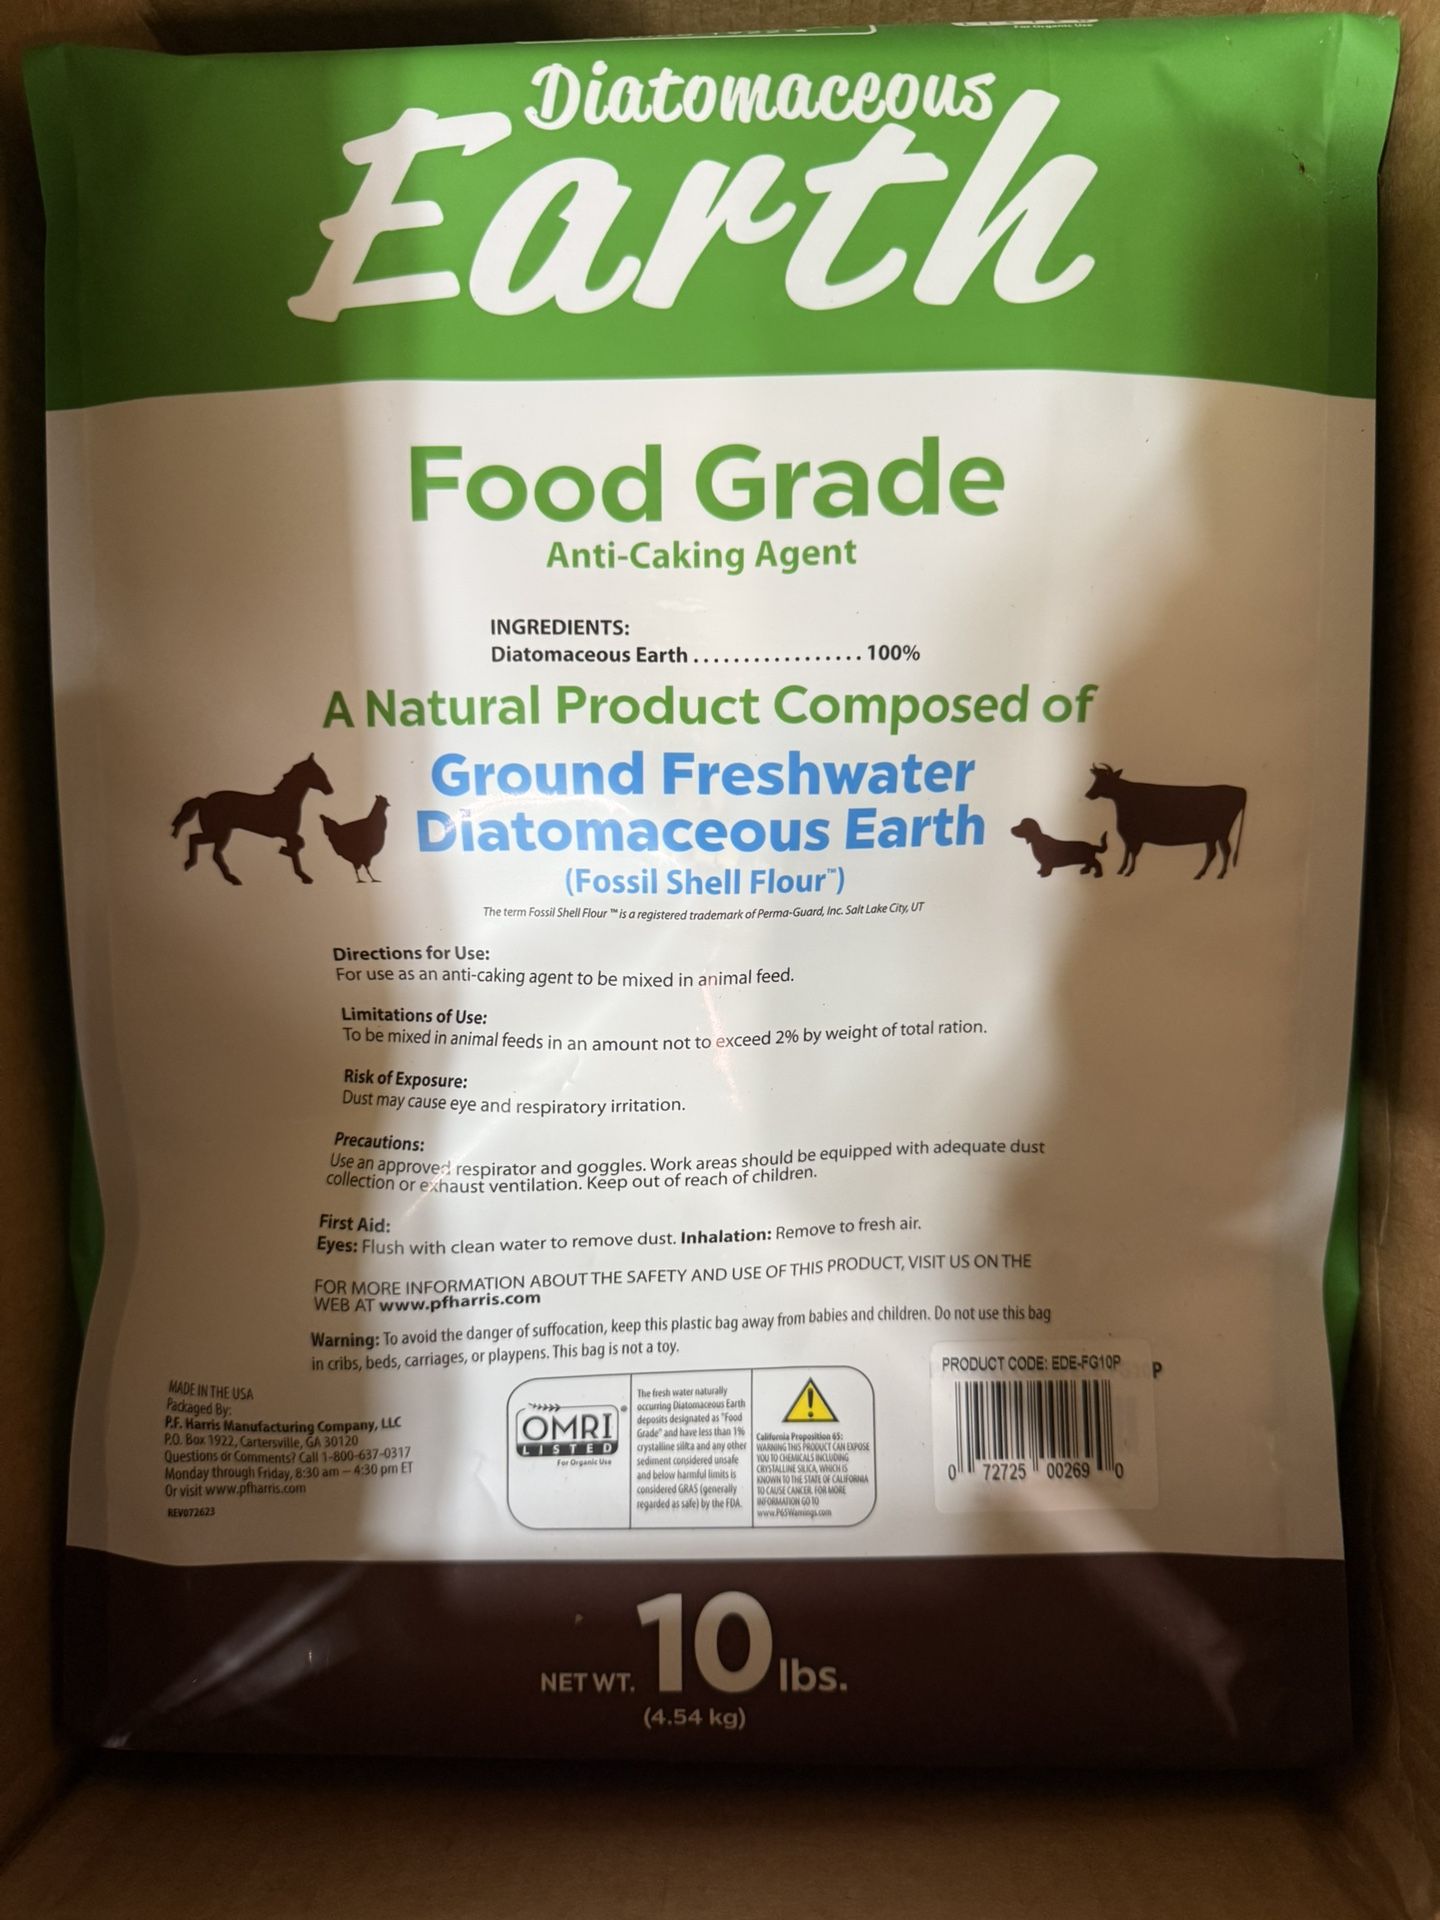 For Organic Use
Diatomaceous
Earth
Food Grade
Anti-Caking Agent
INGREDIENTS:
Diatomaceous Earth ................. 100%
A Natural Product Composed of
Ground Freshwater
Diatomaceous Earth
(Fossil Shell Flour™)
The term Fossil Shell Flour ™ is a registered trademark of Perma-Guard, Inc. Salt Lake City, UT
Directions for Use:
For use as an anti-caking agent to be mixed in animal feed.
Limitations of Use:
To be mixed in animal feeds in an amount not to exceed 2% by weight of total ration.
Risk of Exposure:
Dust may cause eye and respiratory irritation.
Precautions:
Use an approved respirator and goggles. Work areas should be equipped with adequate dust
collection or exhaust ventilation. Keep out of reach of children.
First Aid:
Eyes: Flush with clean water to remove dust. Inhalation: Remove to fresh air.
FOR MORE INFORMATION ABOUT THE SAFETY AND USE OF THIS PRODUCT, VISIT US ON THE
WEB AT www.pfharris.com
Warning: To avoid the danger of suffocation, keep this plastic bag away from babies and children. Do not use this bag
in cribs, beds, carriages, or playpens. This bag is not a toy.
MADE IN THE USA
Packaged By:
P.F. Harris Manufacturing Company, LLC
P.O. Box 1922, Cartersville, GA 30120
Questions or Comments? Call 1-800-637-0317
Monday through Friday, 8:30 am – 4:30 pm ET
Or visit www.pfharris.com
REV072623
OMRI®
LISTED
For Organic Use
The fresh water naturally
occurring Diatomaceous Earth
deposits designated as "Food
Grade" and have less than 1%
crystalline silica and any other
sediment considered unsafe
and below harmful limits is
considered GRAS (generally
regarded as safe) by the FDA.
California Proposition 65:
WARNING THIS PRODUCT CAN EXPOSE
YOU TO CHEMICALS INCLUDING
CRYSTALLINE SILICA, WHICH IS
KNOWN TO THE STATE OF CALIFORNIA
TO CAUSE CANCER. FOR MORE
INFORMATION GO TO
www.P65Warnings.com
PRODUCT CODE: EDE-FG10P
P
0 72725 00269 0
NET WT. 10 lbs.
(4.54 kg)